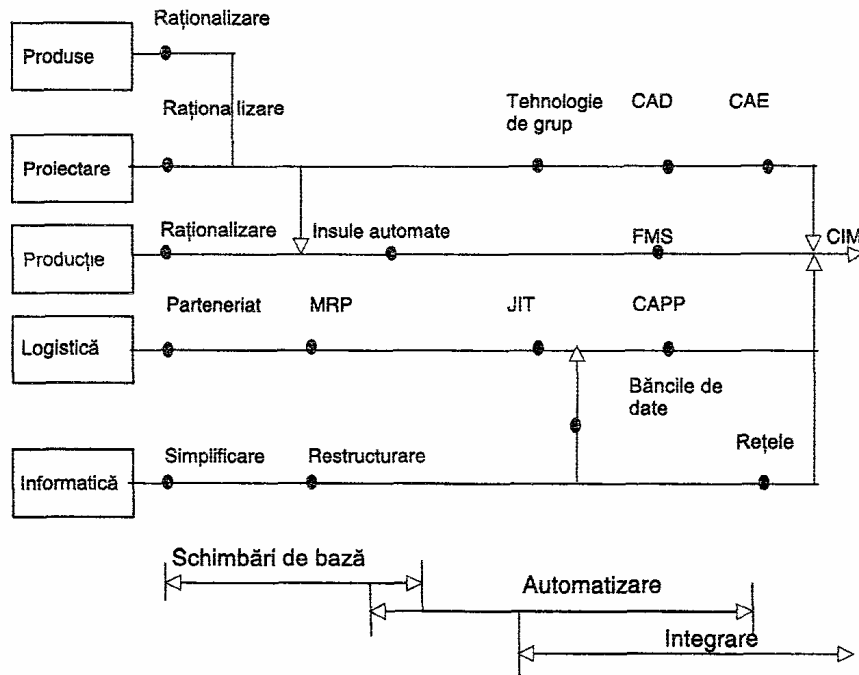 Raționalizare
Produse
Raționalizare
Tehnologie
de grup
CAD
CAE
Proiectare
Raționalizare
Insule automate
FMS
CIM
Producție
Parteneriat
MRP
JIT
CAPP
Logistică
Băncile de
date
Rețele
Simplificare
Restructurare
Informatică
Schimbări de bază
Automatizare
Integrare